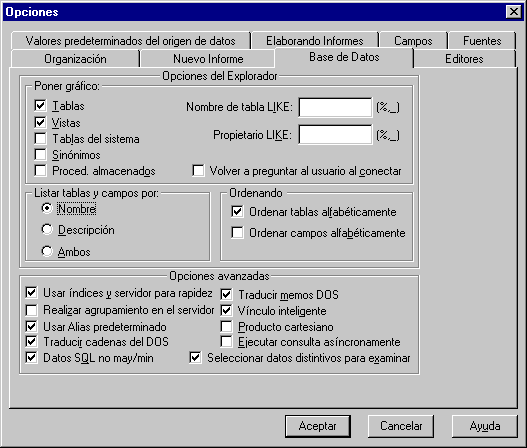 Opciones
Valores predeterminados del origen de datos Elaborando Informes Campos Fuentes
Organización Nuevo Informe Base de Datos Editores
Opciones del Explorador
Poner gráfico:
Tablas
Vistas
Tablas del sistema
Sinónimos
Proced. almacenados
Nombre de tabla LIKE: (%,_)
Propietario LIKE: (%,_)
Volver a preguntar al usuario al conectar
Listar tablas y campos por:
Nombre
Descripción
Ambos
Ordenando
Ordenar tablas alfabéticamente
Ordenar campos alfabéticamente
Opciones avanzadas
Usar índices y servidor para rapidez
Realizar agrupamiento en el servidor
Usar Alias predeterminado
Traducir cadenas del DOS
Datos SQL no may/min
Traducir memos DOS
Vínculo inteligente
Producto cartesiano
Ejecutar consulta asíncronamente
Seleccionar datos distintivos para examinar
Aceptar Cancelar Ayuda